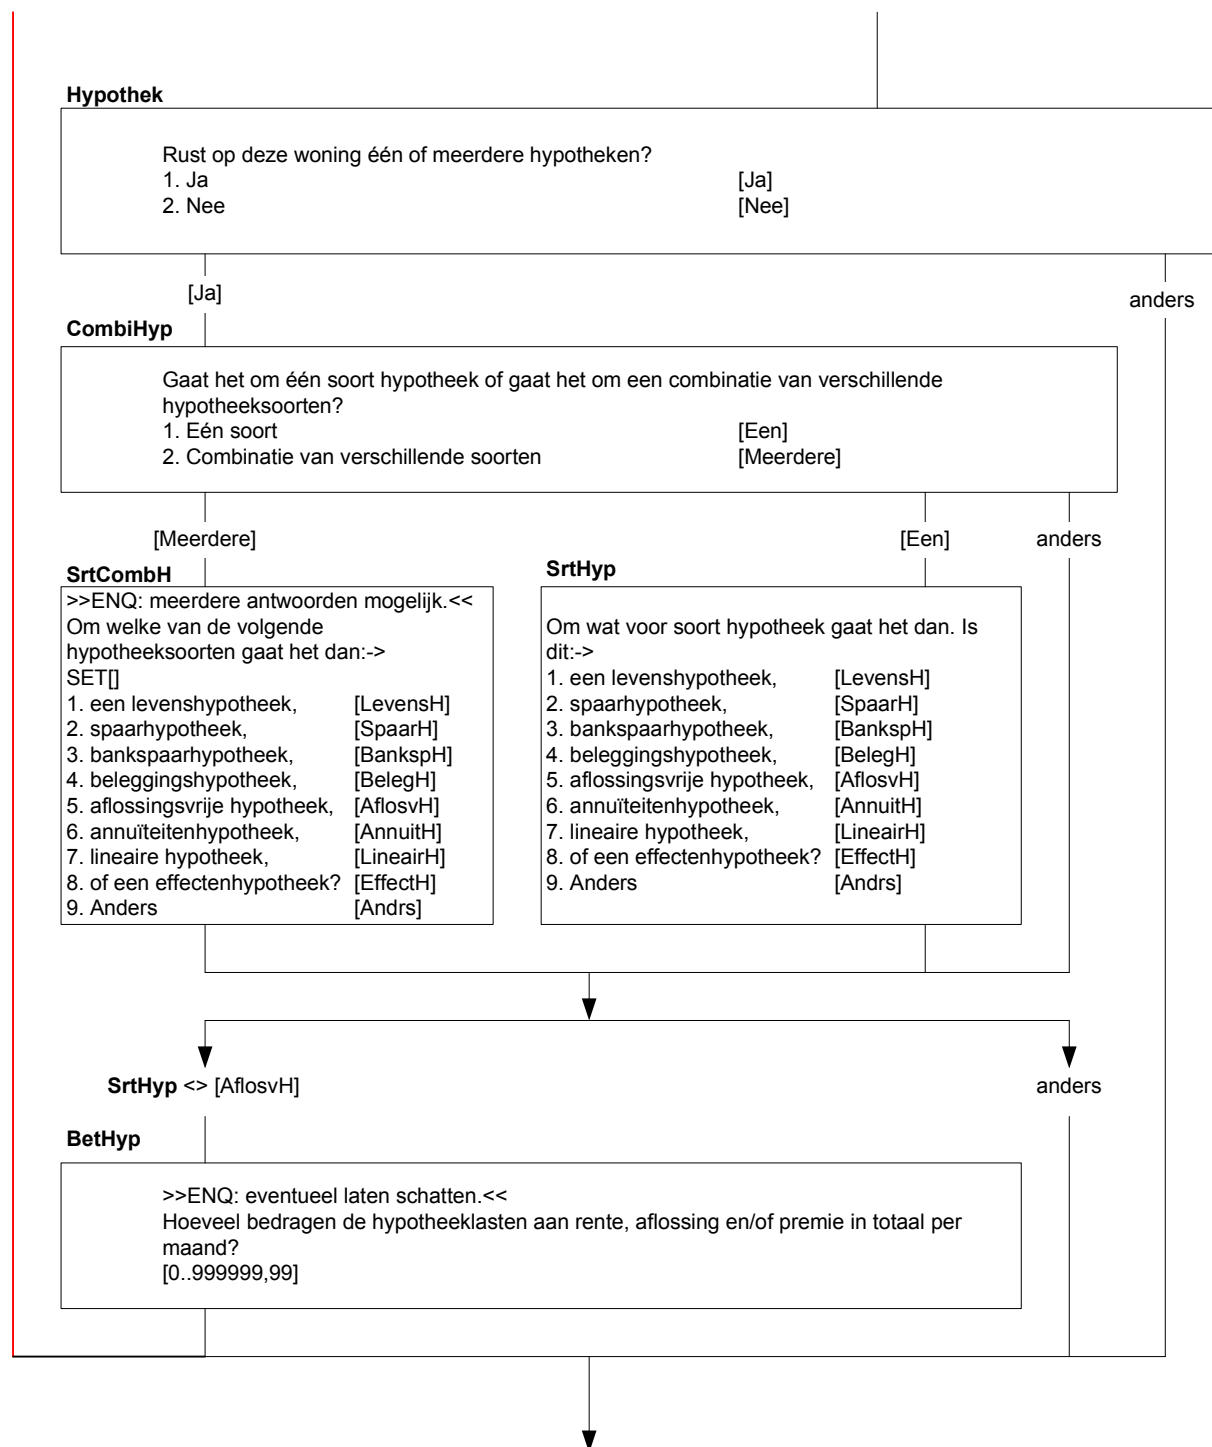 Hypothek
Rust op deze woning één of meerdere hypotheken?
1. Ja [Ja]
2. Nee [Nee]
[Ja]
anders
CombiHyp
Gaat het om één soort hypotheek of gaat het om een combinatie van verschillende
hypotheeksoorten?
1. Eén soort [Een]
2. Combinatie van verschillende soorten [Meerdere]
[Meerdere]
[Een]
anders
SrtCombH
>>ENQ: meerdere antwoorden mogelijk.<<
Om welke van de volgende
hypotheeksoorten gaat het dan:->
SET[]
1. een levenshypotheek, [LevensH]
2. spaarhypotheek, [SpaarH]
3. bankspaarhypotheek, [BankspH]
4. beleggingshypotheek, [BelegH]
5. aflossingsvrije hypotheek, [AflosvH]
6. annuïteitenhypotheek, [AnnuitH]
7. lineaire hypotheek, [LineairH]
8. of een effectenhypotheek? [EffectH]
9. Anders [Andrs]
SrtHyp
Om wat voor soort hypotheek gaat het dan. Is
dit:->
1. een levenshypotheek, [LevensH]
2. spaarhypotheek, [SpaarH]
3. bankspaarhypotheek, [BankspH]
4. beleggingshypotheek, [BelegH]
5. aflossingsvrije hypotheek, [AflosvH]
6. annuïteitenhypotheek, [AnnuitH]
7. lineaire hypotheek, [LineairH]
8. of een effectenhypotheek? [EffectH]
9. Anders [Andrs]
SrtHyp <> [AflosvH]
anders
BetHyp
>>ENQ: eventueel laten schatten.<<
Hoeveel bedragen de hypotheeklasten aan rente, aflossing en/of premie in totaal per
maand?
[0..999999,99]